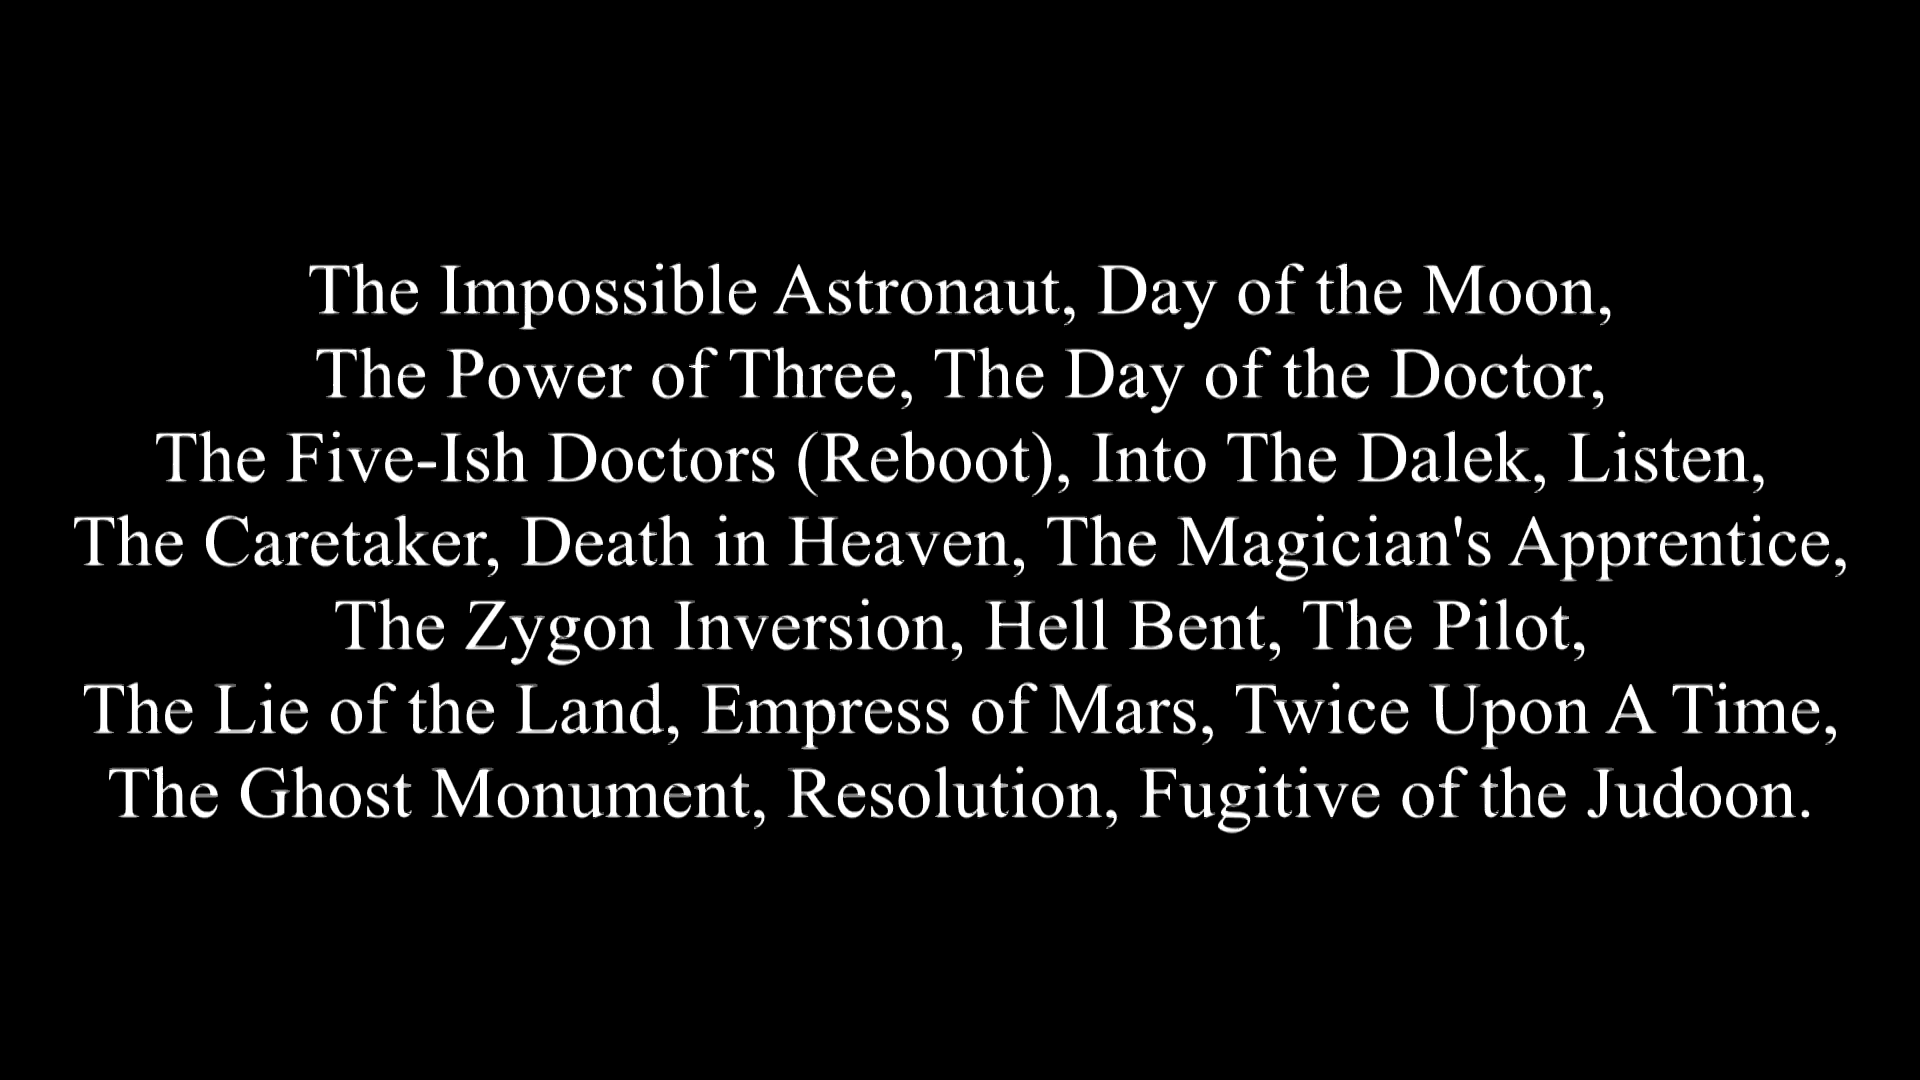 The Impossible Astronaut, Day of the Moon,
The Power of Three, The Day of the Doctor,
The Five-Ish Doctors (Reboot), Into The Dalek, Listen,
The Caretaker, Death in Heaven, The Magician's Apprentice,
The Zygon Inversion, Hell Bent, The Pilot,
The Lie of the Land, Empress of Mars, Twice Upon A Time,
The Ghost Monument, Resolution, Fugitive of the Judoon.